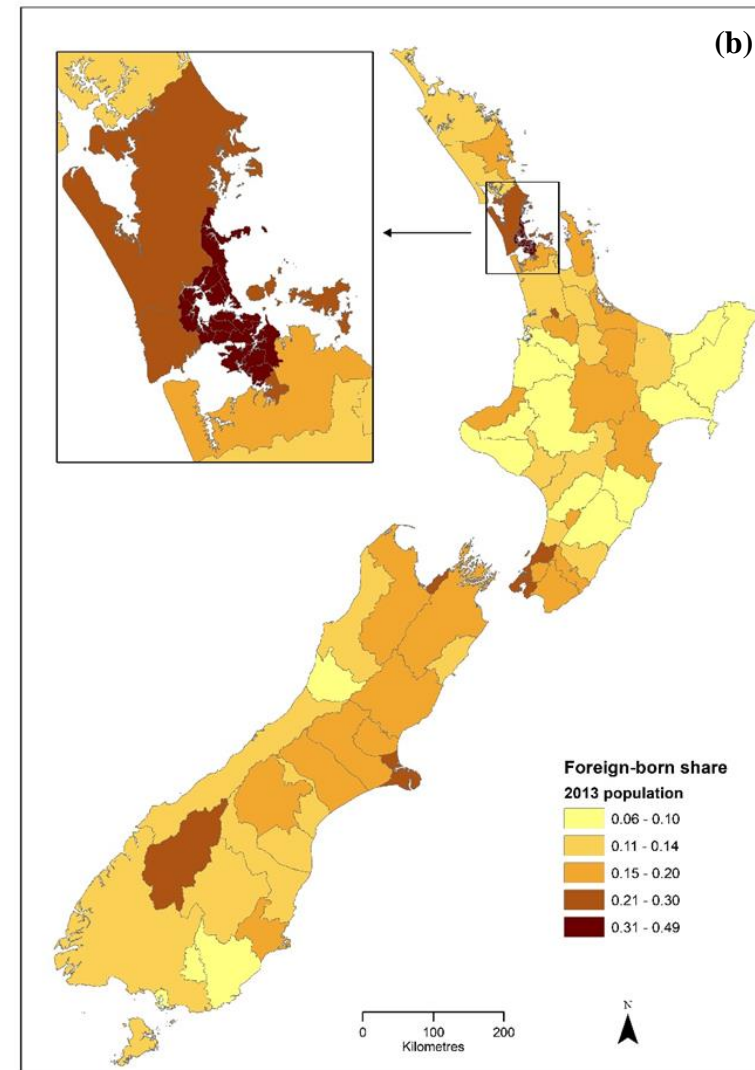 (b)
Foreign-born share
2013 population
0.06 - 0.10
0.11 - 0.14
0.15 - 0.20
0.21 - 0.30
0.31 - 0.49
0 100 200
Kilometres
N